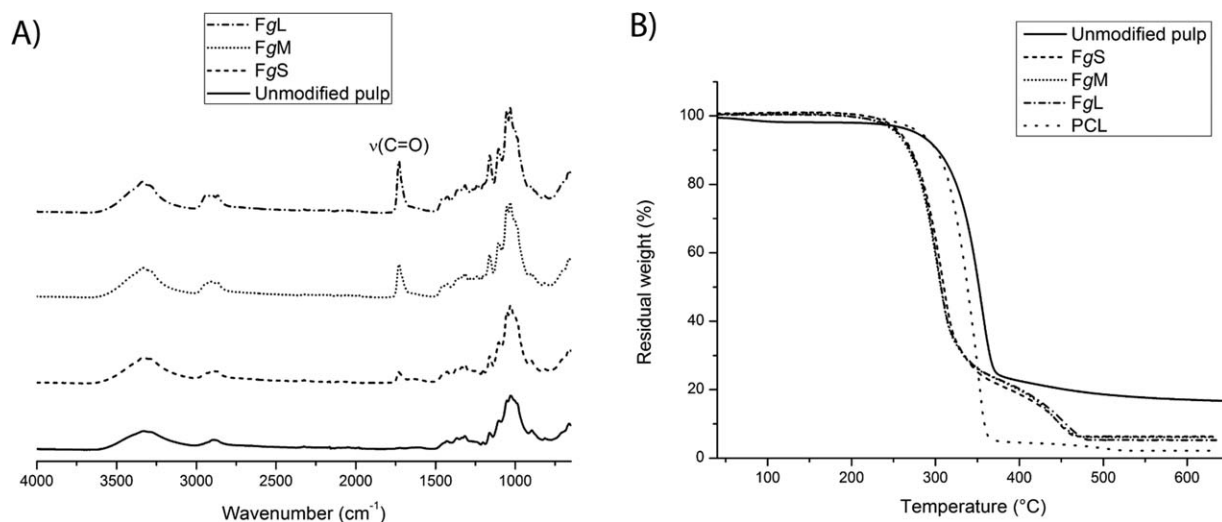 A)
FgL
FgM
FgS
Unmodified pulp
ν(C=O)
4000 3500 3000 2500 2000 1500 1000
Wavenumber (cm⁻¹)
B)
Unmodified pulp
FgS
FgM
FgL
PCL
100
80
60
40
20
0
Residual weight (%)
100 200 300 400 500 600
Temperature (°C)